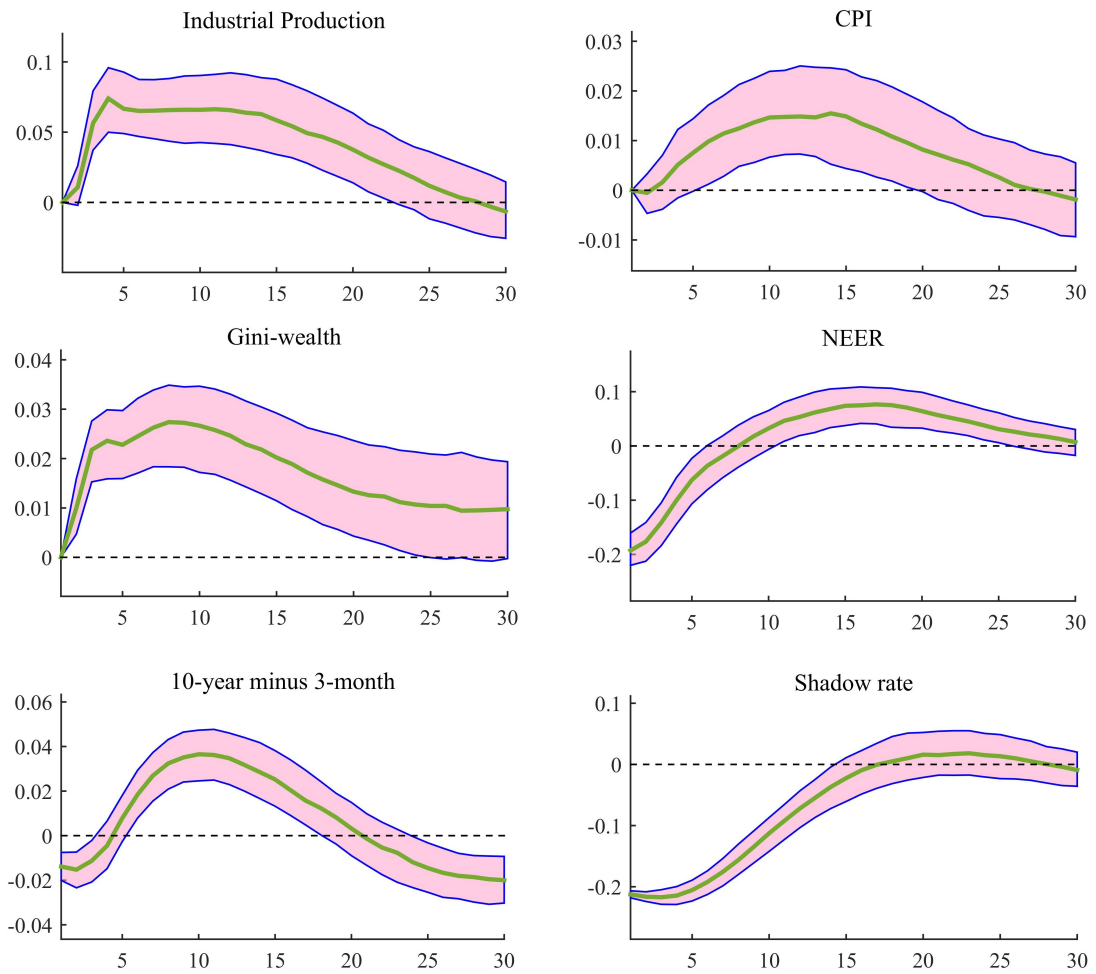 Industrial Production
0.1
0.05
0
5 10 15 20 25 30
CPI
0.03
0.02
0.01
0
-0.01
5 10 15 20 25 30
Gini-wealth
0.04
0.03
0.02
0.01
0
5 10 15 20 25 30
NEER
0.1
0
-0.1
-0.2
5 10 15 20 25 30
10-year minus 3-month
0.06
0.04
0.02
0
-0.02
-0.04
5 10 15 20 25 30
Shadow rate
0.1
0
-0.1
-0.2
5 10 15 20 25 30